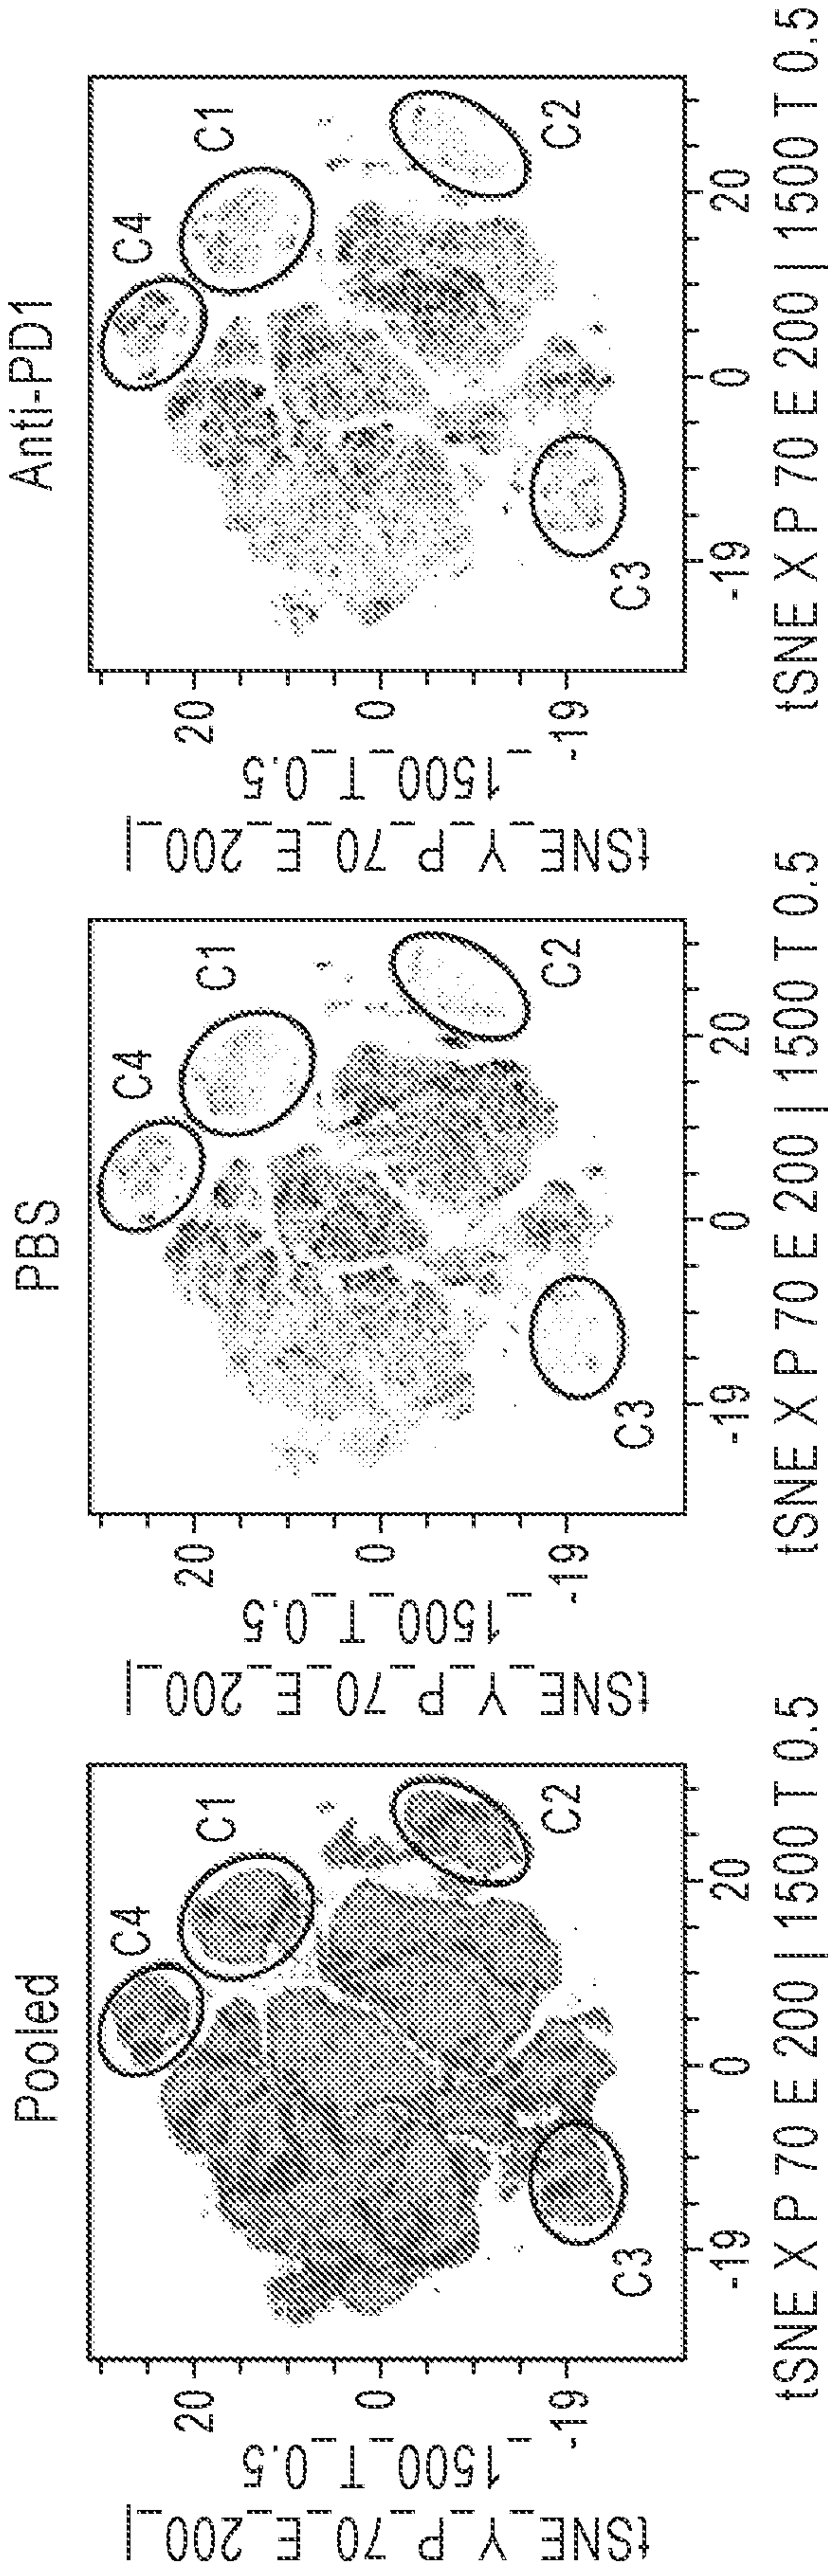 Pooled
tSNE_Y_P_70_E_200_|
_1500_T_0.5
20
0
-19
C4
C1
C2
C3
-19
0
20
tSNE X P 70 E 200 | 1500 T 0.5
PBS
tSNE_Y_P_70_E_200_|
_1500_T_0.5
20
0
-19
C4
C1
C2
C3
-19
0
20
tSNE X P 70 E 200 | 1500 T 0.5
Anti-PD1
tSNE_Y_P_70_E_200_|
_1500_T_0.5
20
0
-19
C4
C1
C2
C3
-19
0
20
tSNE X P 70 E 200 | 1500 T 0.5